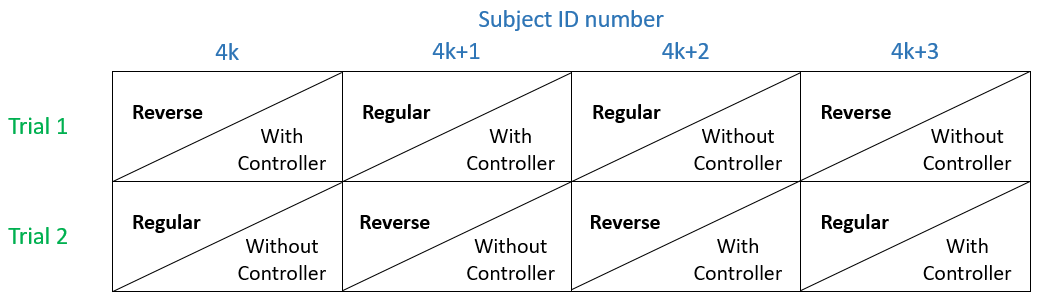 Subject ID number
4k 4k+1 4k+2 4k+3
Trial 1
Reverse Regular Regular Reverse
With With Without Without
Controller Controller Controller Controller
Trial 2
Regular Reverse Reverse Regular
Without Without With With
Controller Controller Controller Controller